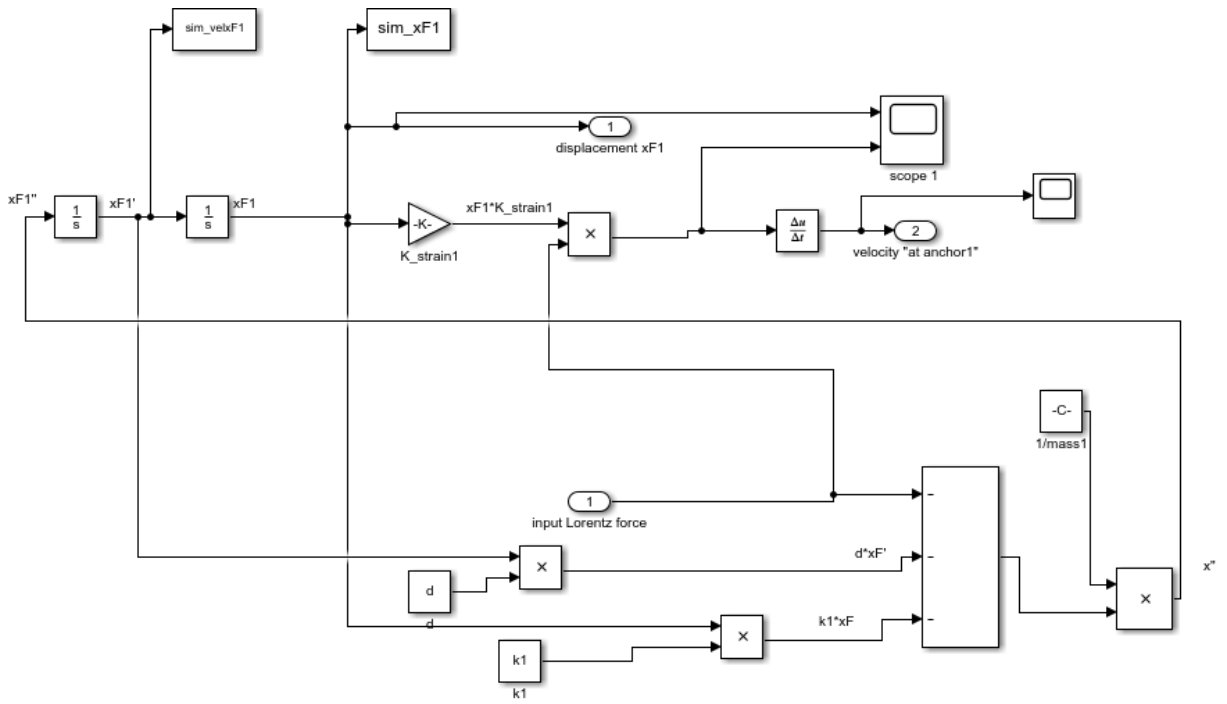 sim_velxF1
sim_xF1
1
displacement xF1
scope 1
xF1''
1
s
xF1'
1
s
xF1
-K-
K_strain1
xF1*K_strain1
×
Δu
Δt
2
velocity "at anchor1"
-C-
1/mass1
1
input Lorentz force
-
×
d*xF'
-
d
d
×
x''
k1*xF
-
×
k1
k1